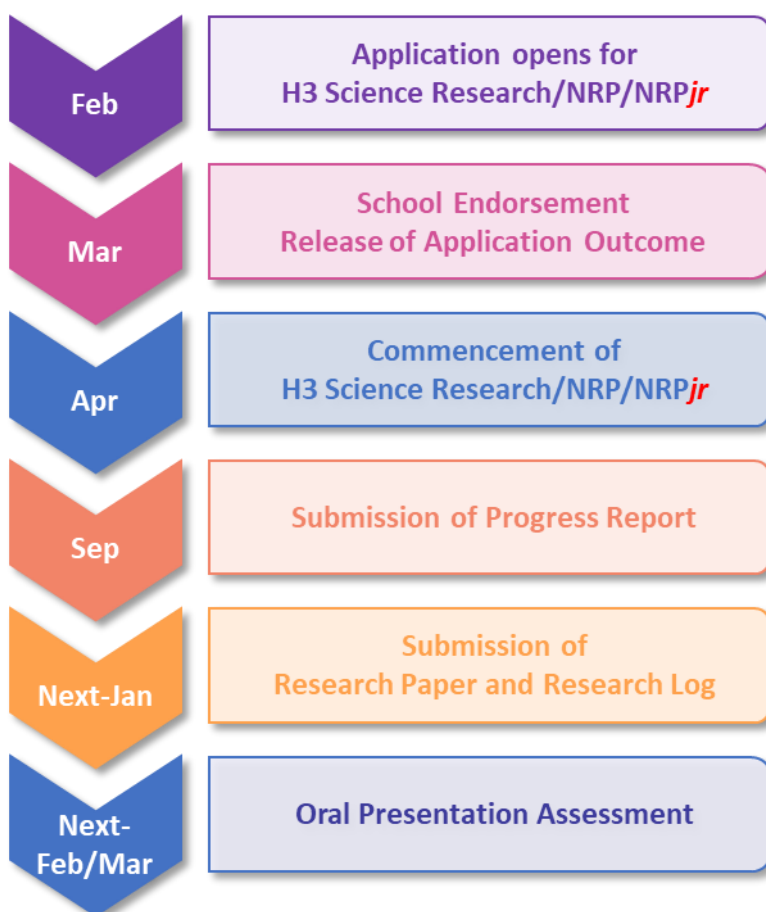 Feb
Application opens for
H3 Science Research/NRP/NRPjr
Mar
School Endorsement
Release of Application Outcome
Apr
Commencement of
H3 Science Research/NRP/NRPjr
Sep
Submission of Progress Report
Next-Jan
Submission of
Research Paper and Research Log
Next-
Feb/Mar
Oral Presentation Assessment